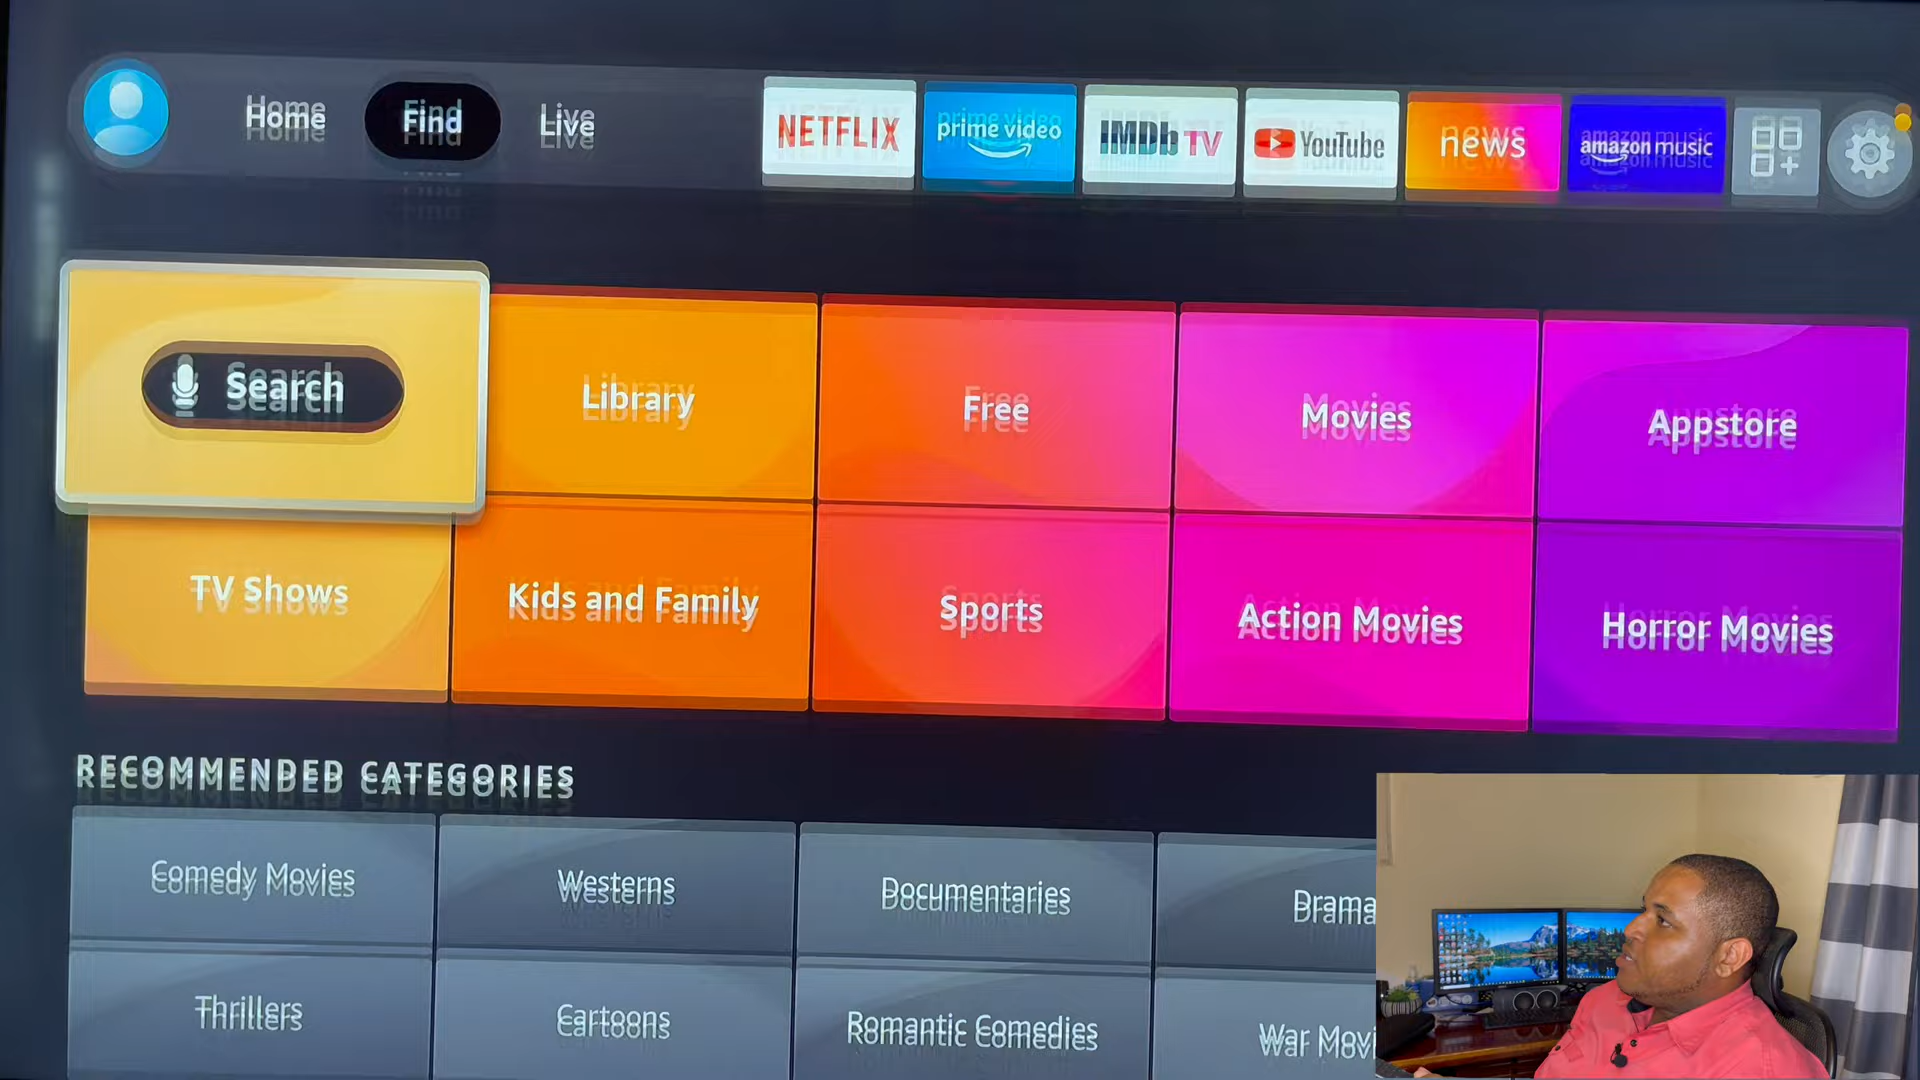 Home Find Live NETFLIX prime video IMDb TV YouTube news amazon music
Search Library Free Movies Appstore
TV Shows Kids and Family Sports Action Movies Horror Movies
RECOMMENDED CATEGORIES
Comedy Movies Westerns Documentaries Drama
Thrillers Cartoons Romantic Comedies War Movi